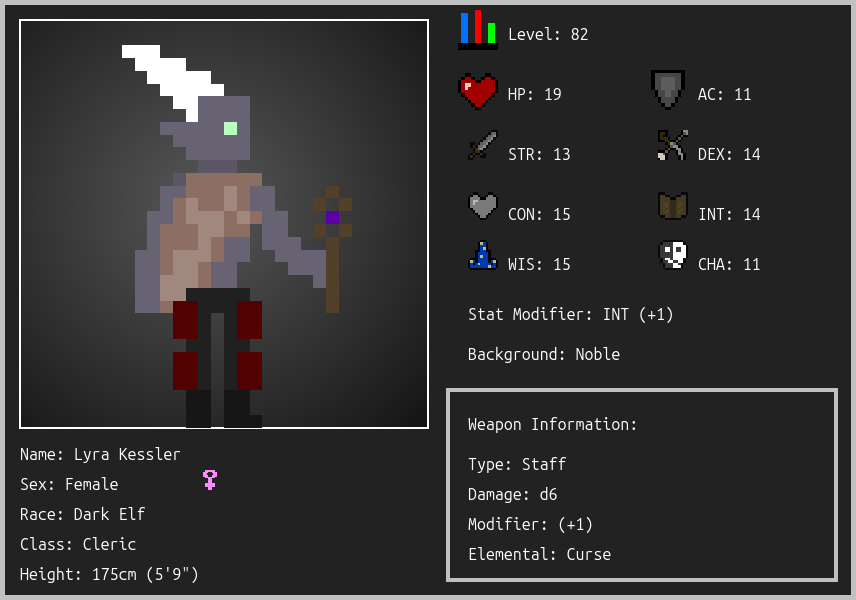 Level: 82
HP: 19
AC: 11
STR: 13
DEX: 14
CON: 15
INT: 14
WIS: 15
CHA: 11
Stat Modifier: INT (+1)
Background: Noble
Weapon Information:
Type: Staff
Damage: d6
Modifier: (+1)
Elemental: Curse
Name: Lyra Kessler
Sex: Female
Race: Dark Elf
Class: Cleric
Height: 175cm (5'9")